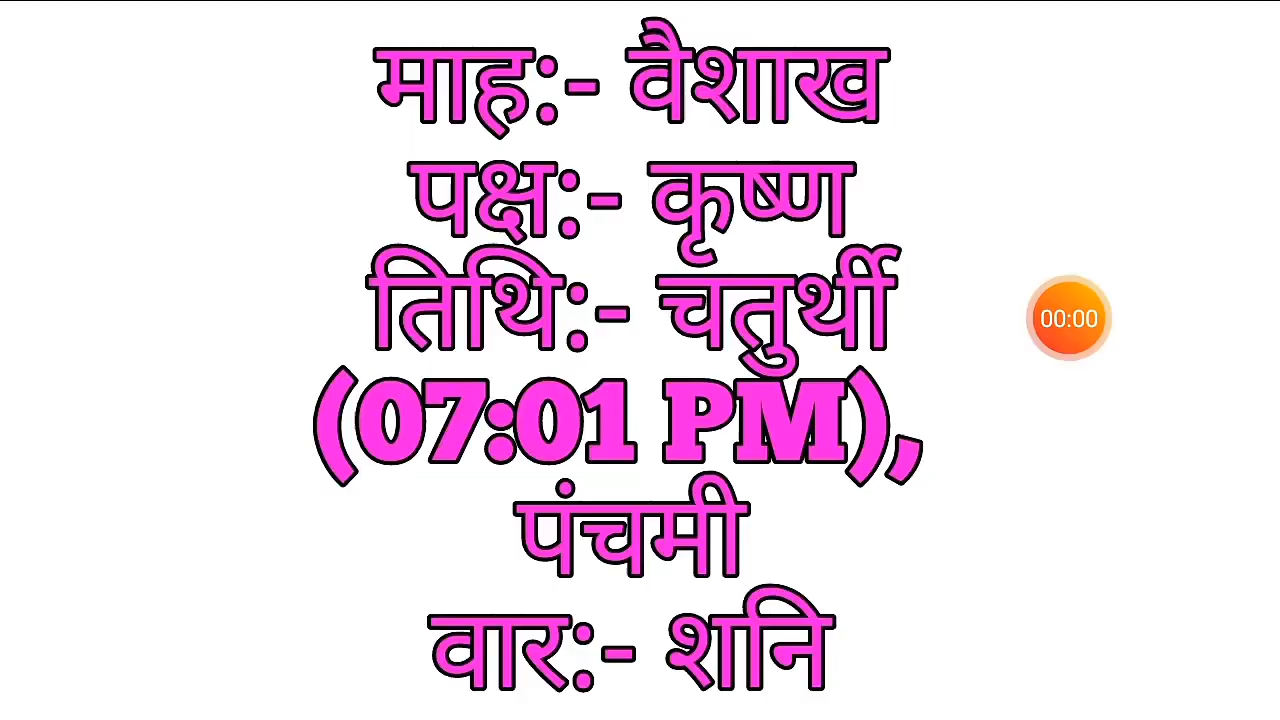 माह:- वैशाख
पक्ष:- कृष्ण
तिथि:- चतुर्थी
(07:01 PM),
पंचमी
वार:- शनि
00:00